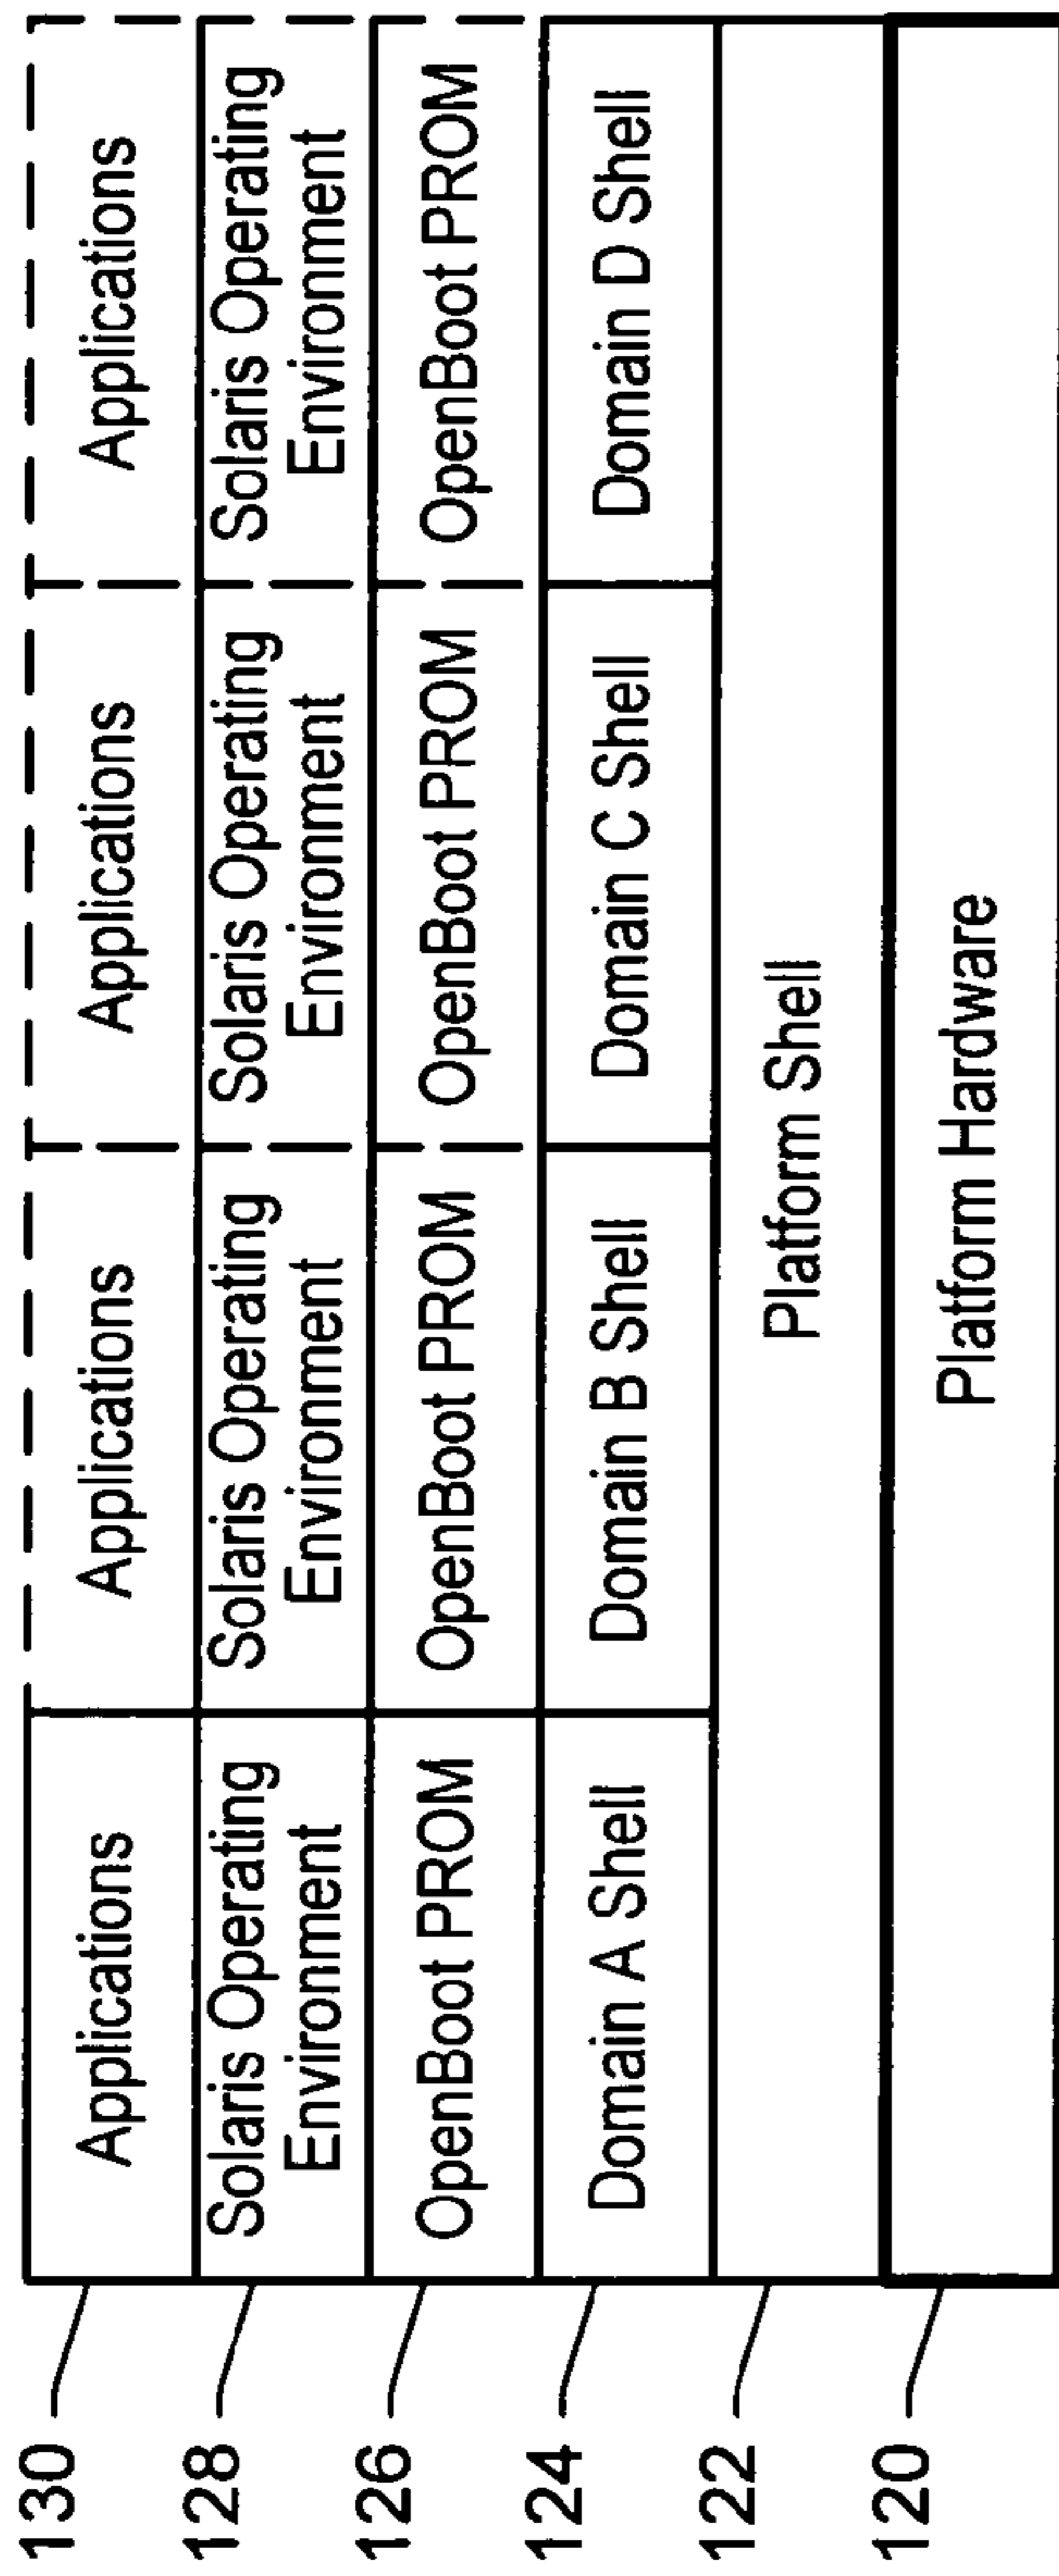 130
Applications
Applications
Applications
Applications
128
Solaris Operating
Environment
Solaris Operating
Environment
Solaris Operating
Environment
Solaris Operating
Environment
126
OpenBoot PROM
OpenBoot PROM
OpenBoot PROM
OpenBoot PROM
124
Domain A Shell
Domain B Shell
Domain C Shell
Domain D Shell
122
Platform Shell
120
Platform Hardware